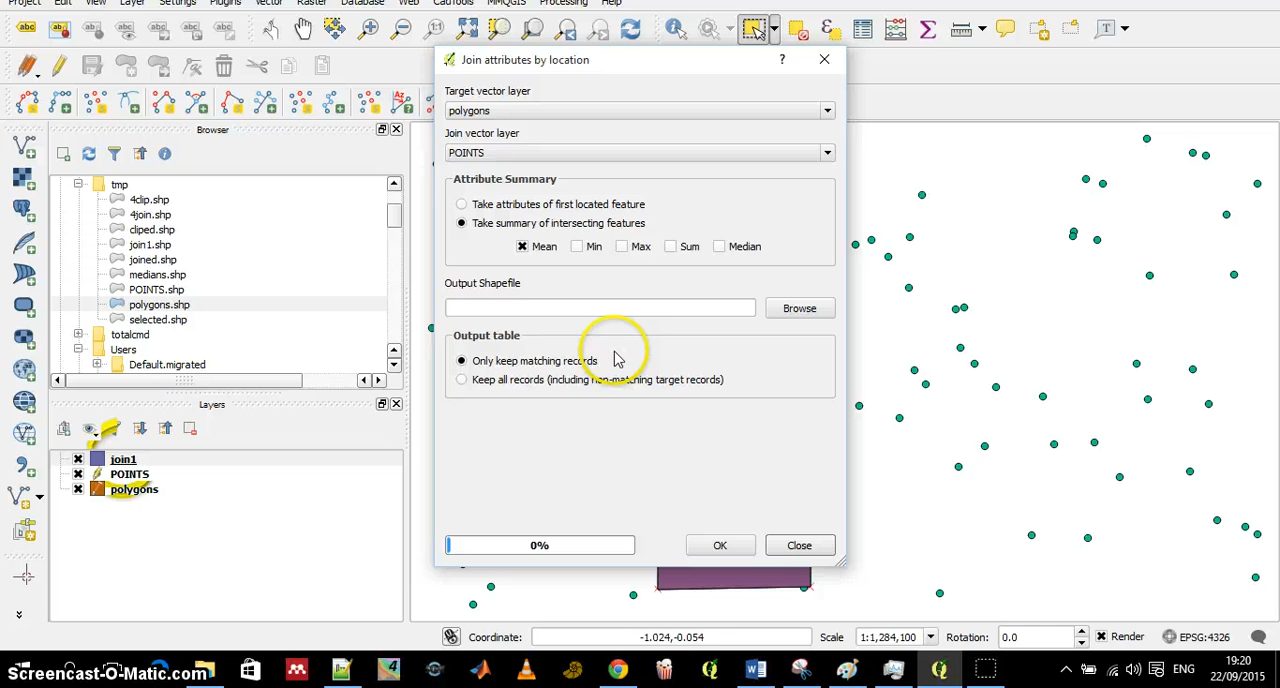 Project Edit View Layer Settings Plugins Vector Raster Database Web CadTools MMQGIS Processing Help
Join attributes by location
?
Target vector layer
polygons
Join vector layer
POINTS
Attribute Summary
Take attributes of first located feature
Take summary of intersecting features
Mean Min Max Sum Median
Output Shapefile
Browse
Output table
Only keep matching records
Keep all records (including non-matching target records)
0%
OK
Close
Browser
tmp
4clip.shp
4join.shp
cliped.shp
join1.shp
joined.shp
medians.shp
POINTS.shp
polygons.shp
selected.shp
totalcmd
Users
Default.migrated
Layers
join1
POINTS
polygons
Coordinate: -1.024,-0.054 Scale 1:1,284,100 Rotation: 0.0 Render EPSG:4326
ENG
19:20
22/09/2015
Screencast-O-Matic.com